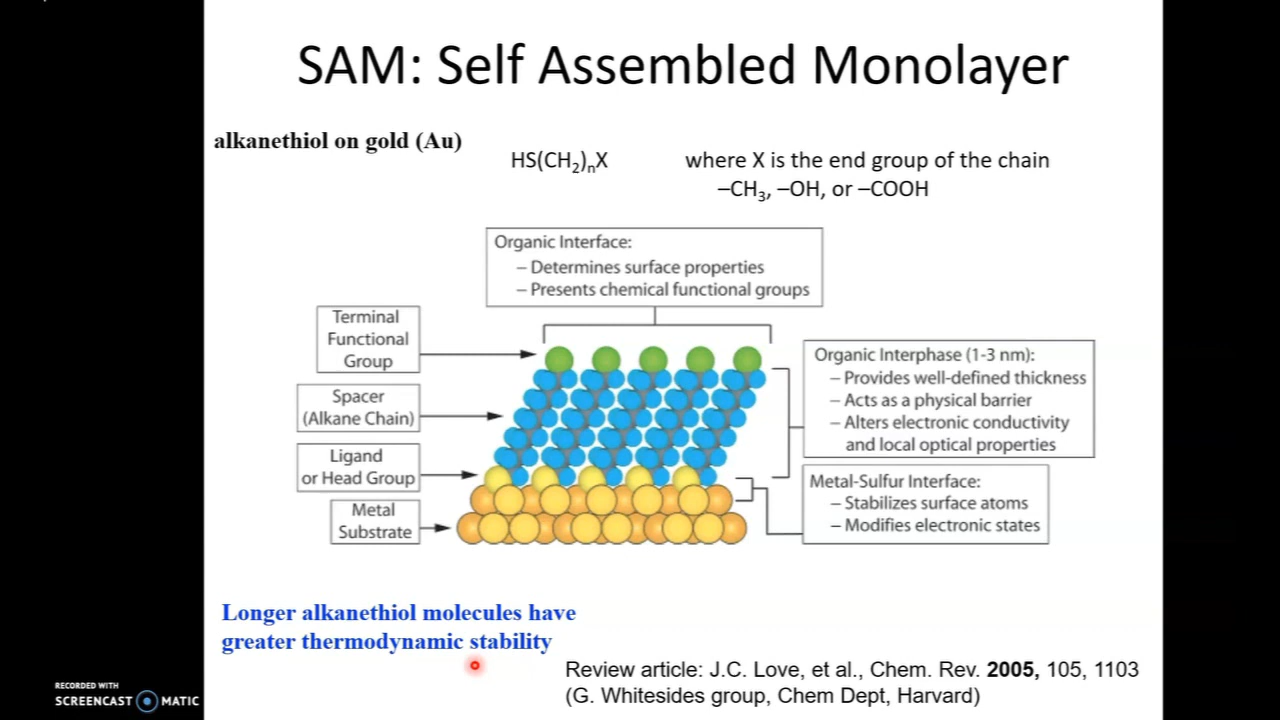 SAM: Self Assembled Monolayer
alkanethiol on gold (Au)
HS(CH₂)ₙX
where X is the end group of the chain
–CH₃, –OH, or –COOH
Organic Interface:
– Determines surface properties
– Presents chemical functional groups
Terminal
Functional
Group
Spacer
(Alkane Chain)
Ligand
or Head Group
Metal
Substrate
Organic Interphase (1-3 nm):
– Provides well-defined thickness
– Acts as a physical barrier
– Alters electronic conductivity
and local optical properties
Metal-Sulfur Interface:
– Stabilizes surface atoms
– Modifies electronic states
Longer alkanethiol molecules have
greater thermodynamic stability
Review article: J.C. Love, et al., Chem. Rev. 2005, 105, 1103
(G. Whitesides group, Chem Dept, Harvard)
RECORDED WITH
SCREENCAST MATIC